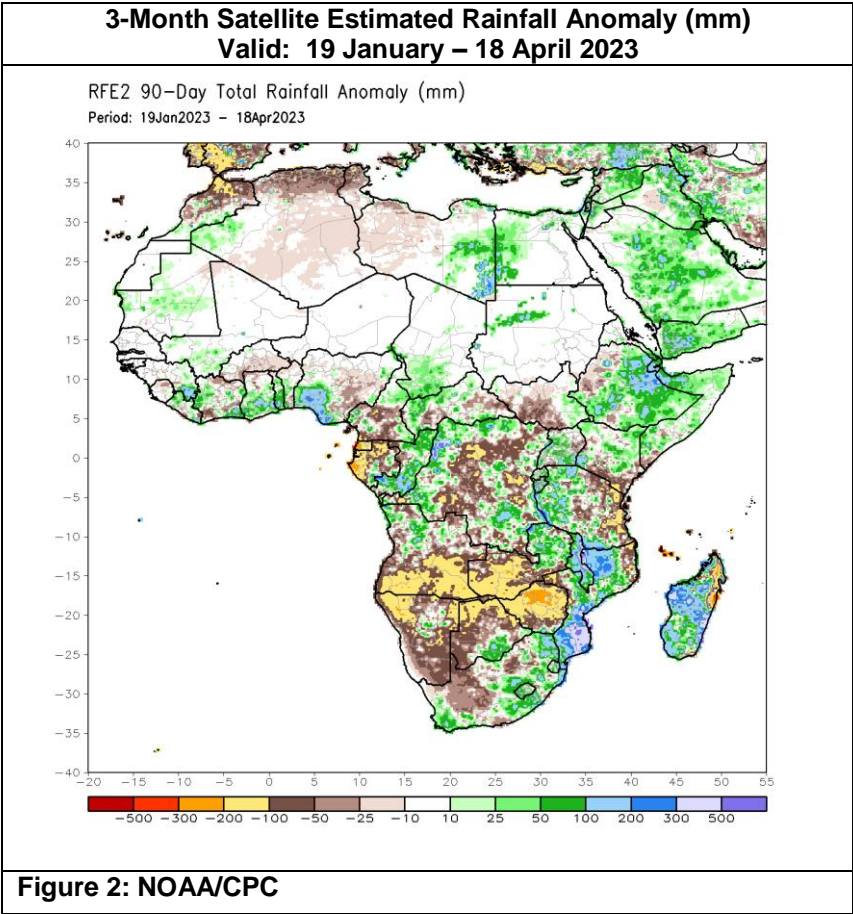 3-Month Satellite Estimated Rainfall Anomaly (mm)
Valid: 19 January – 18 April 2023
RFE2 90-Day Total Rainfall Anomaly (mm)
Period: 19Jan2023 - 18Apr2023
40
35
30
25
20
15
10
5
0
-5
-10
-15
-20
-25
-30
-35
-40
-20 -15 -10 -5 0 5 10 15 20 25 30 35 40 45 50 55
-500 -300 -200 -100 -50 -25 -10 10 25 50 100 200 300 500
Figure 2: NOAA/CPC